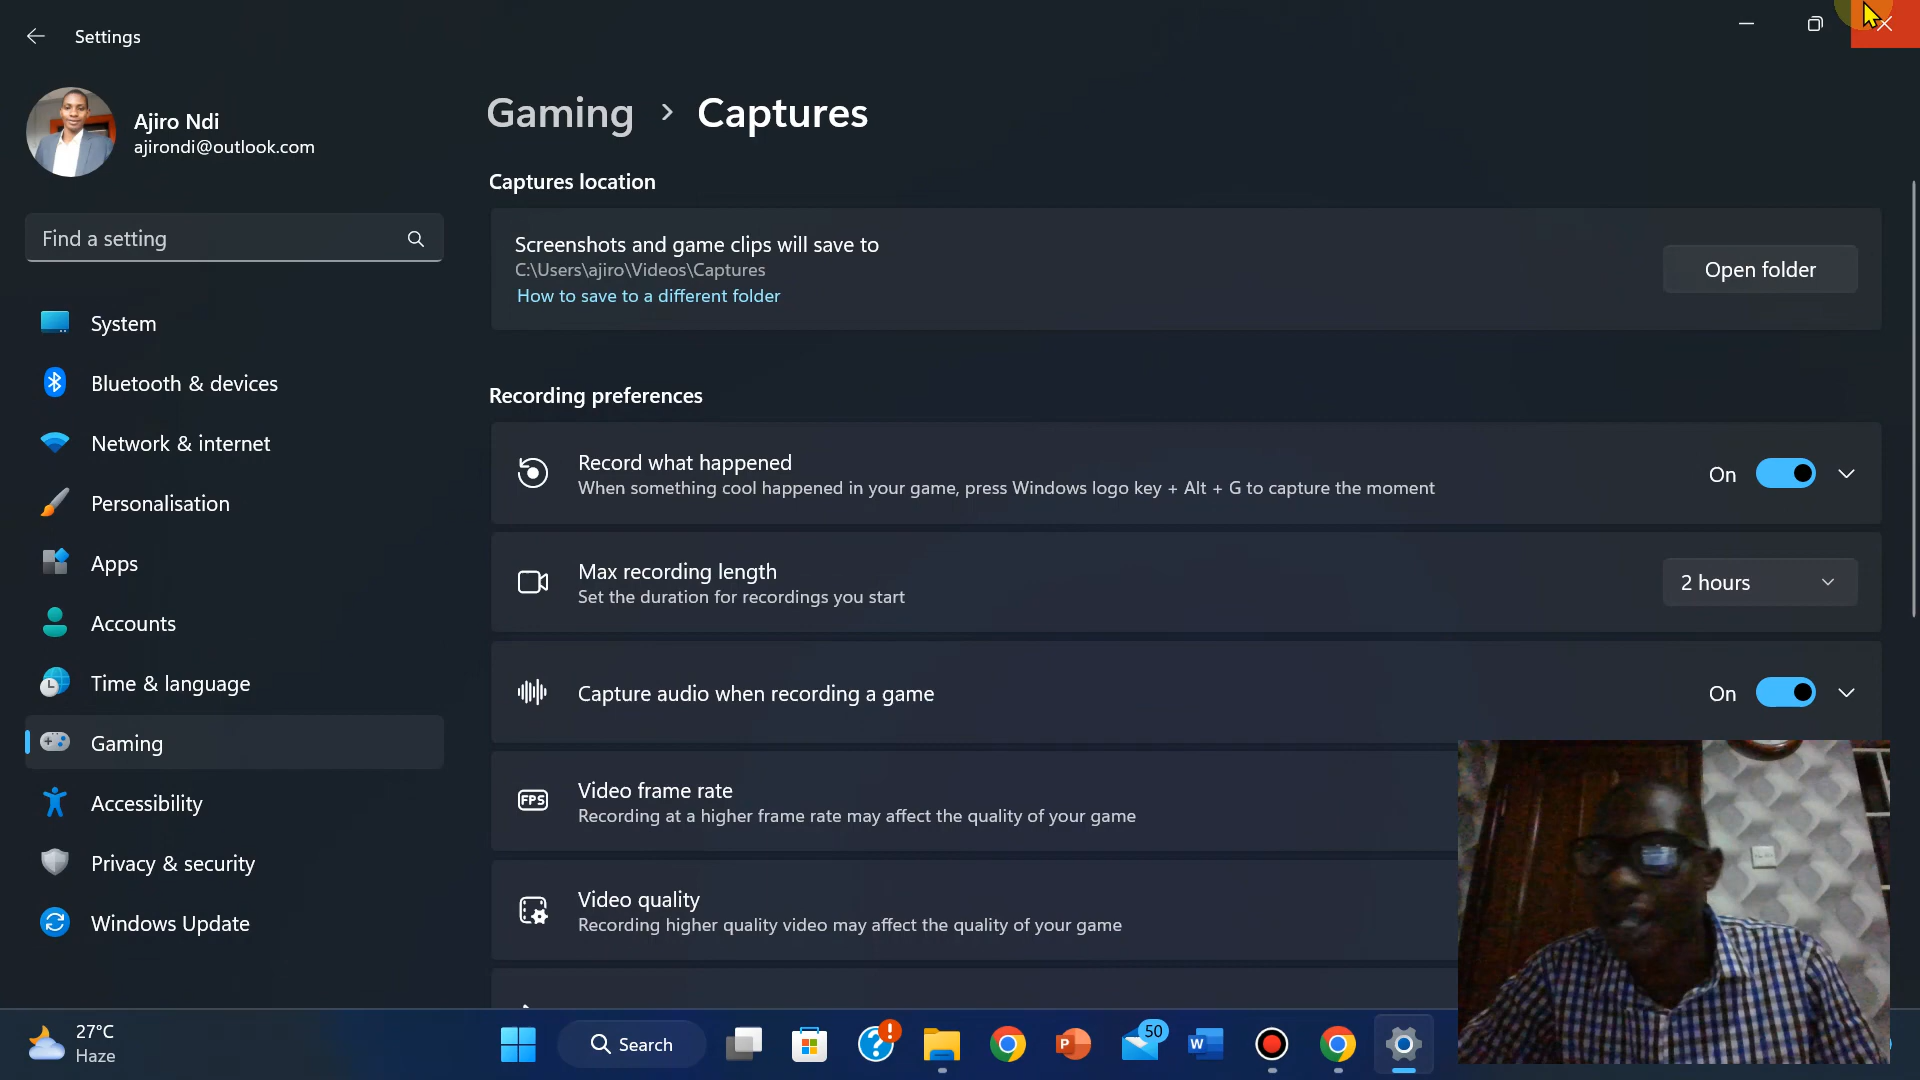 Settings
Ajiro Ndi
ajirondi@outlook.com
Find a setting
System
Bluetooth & devices
Network & internet
Personalisation
Apps
Accounts
Time & language
Gaming
Accessibility
Privacy & security
Windows Update
Gaming > Captures
Captures location
Screenshots and game clips will save to
C:\Users\ajiro\Videos\Captures
How to save to a different folder
Open folder
Recording preferences
Record what happened
When something cool happened in your game, press Windows logo key + Alt + G to capture the moment
On
Max recording length
Set the duration for recordings you start
2 hours
Capture audio when recording a game
On
FPS
Video frame rate
Recording at a higher frame rate may affect the quality of your game
Video quality
Recording higher quality video may affect the quality of your game
27°C
Haze
Search
50